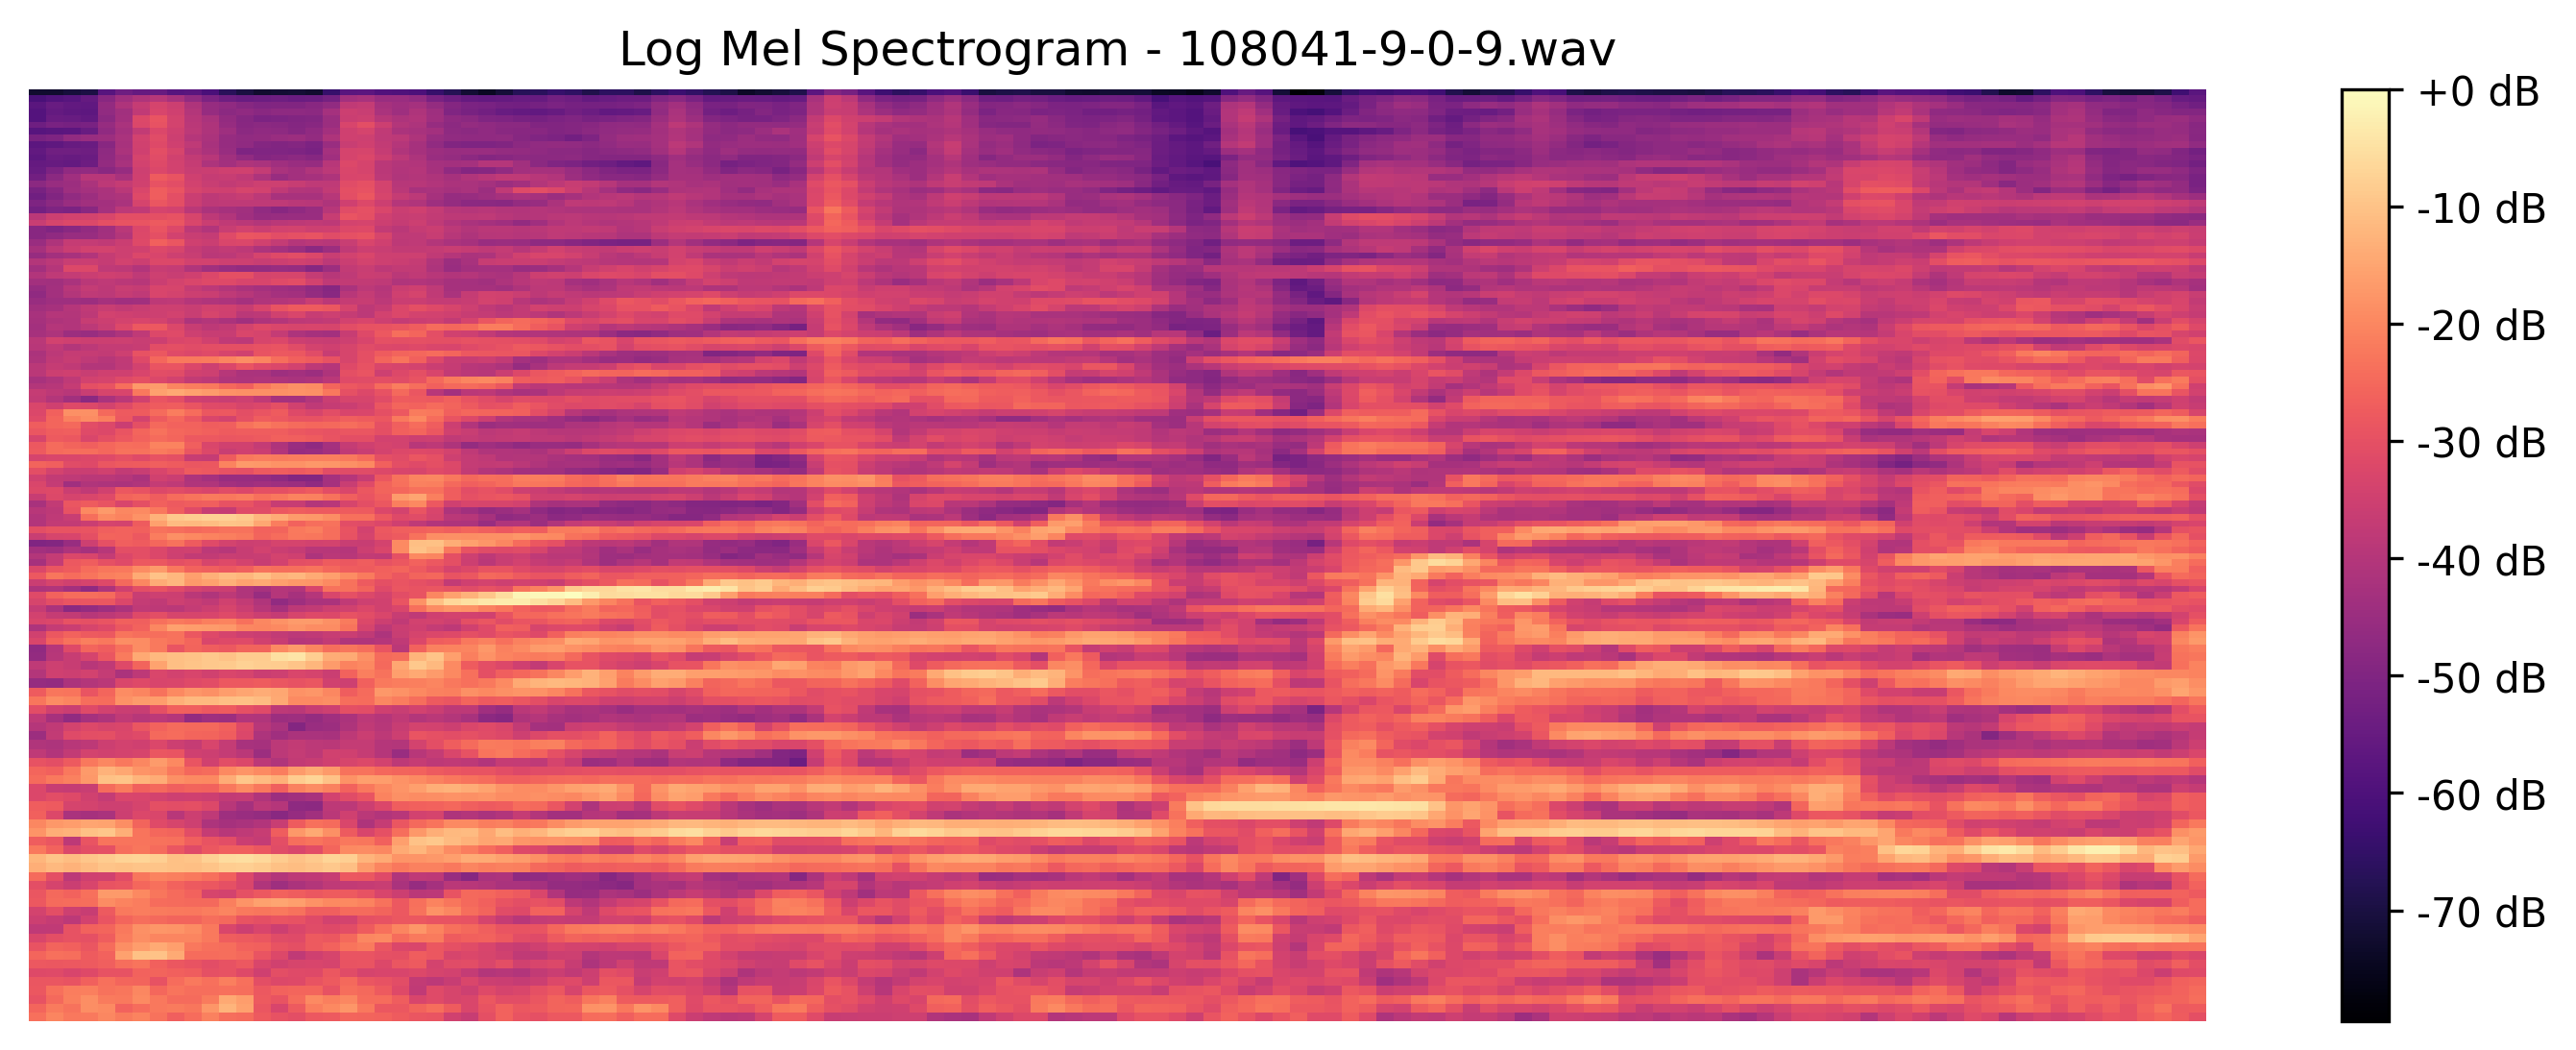 Log Mel Spectrogram - 108041-9-0-9.wav
+0 dB
-10 dB
-20 dB
-30 dB
-40 dB
-50 dB
-60 dB
-70 dB